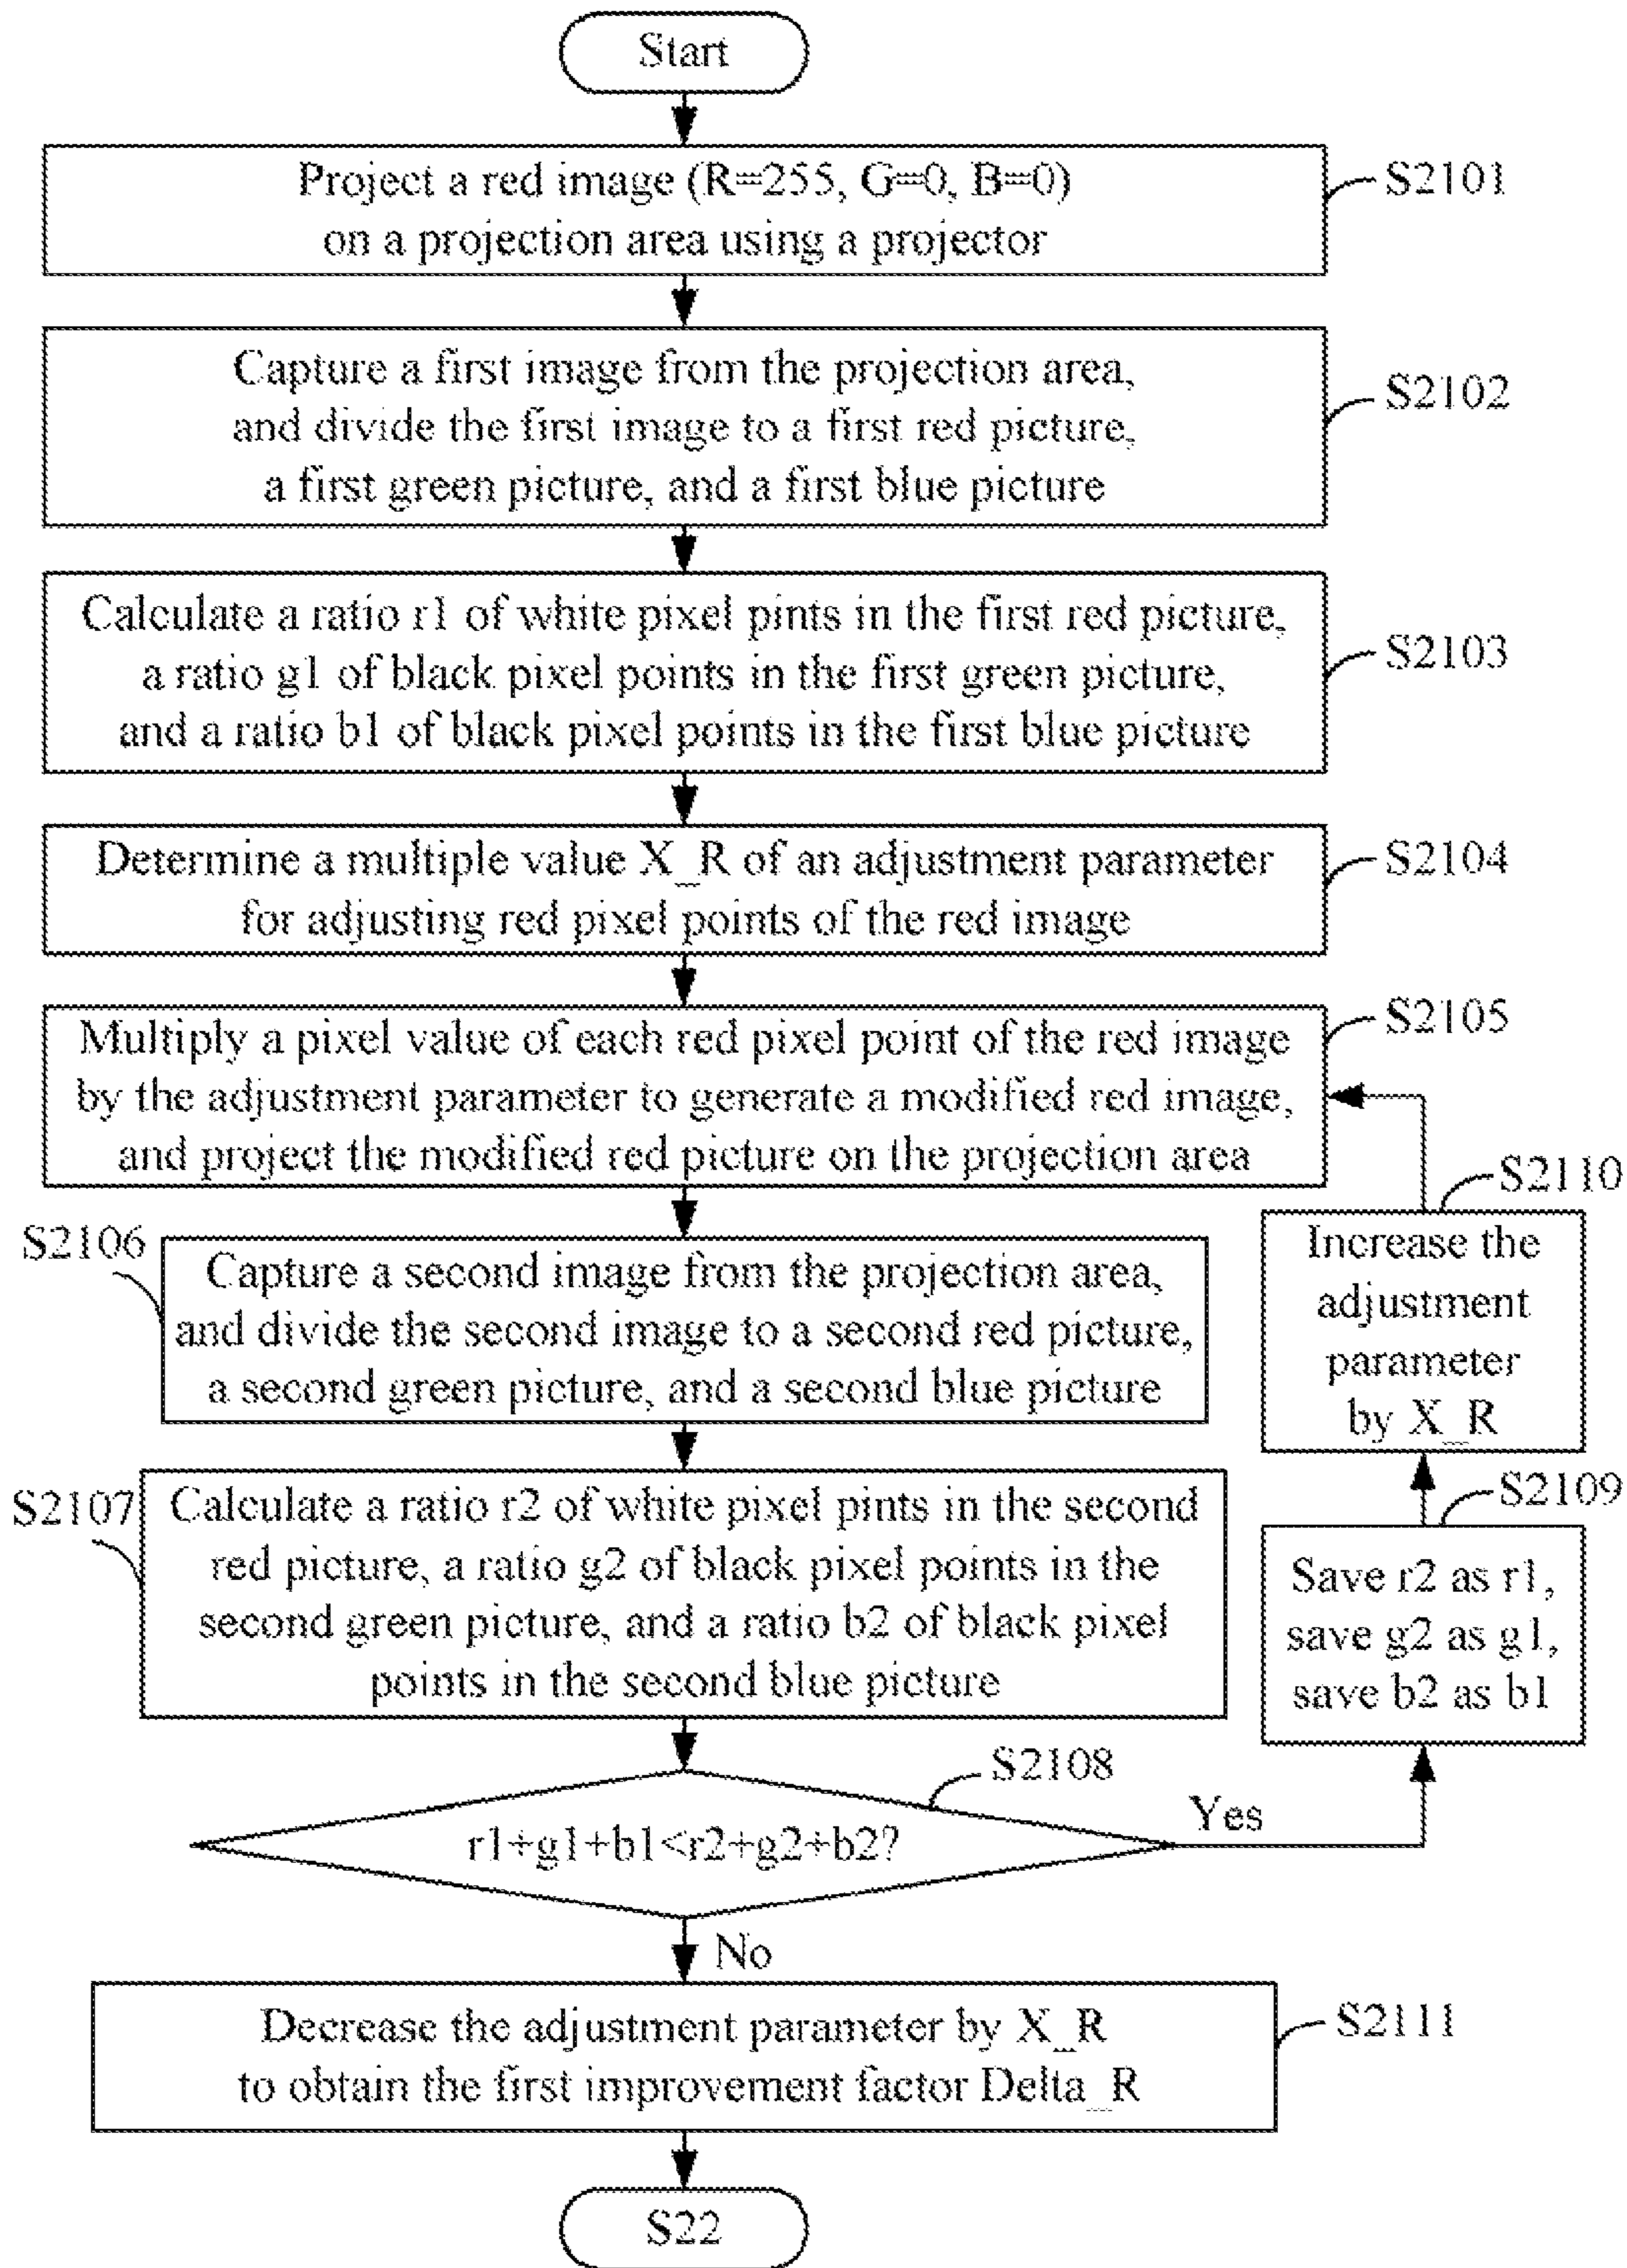 Start
Project a red image (R=255, G=0, B=0)
on a projection area using a projector
S2101
Capture a first image from the projection area,
and divide the first image to a first red picture,
a first green picture, and a first blue picture
S2102
Calculate a ratio r1 of white pixel pints in the first red picture,
a ratio g1 of black pixel points in the first green picture,
and a ratio b1 of black pixel points in the first blue picture
S2103
Determine a multiple value X_R of an adjustment parameter
for adjusting red pixel points of the red image
S2104
Multiply a pixel value of each red pixel point of the red image
by the adjustment parameter to generate a modified red image,
and project the modified red picture on the projection area
S2105
S2106
Capture a second image from the projection area,
and divide the second image to a second red picture,
a second green picture, and a second blue picture
S2107
Calculate a ratio r2 of white pixel pints in the second
red picture, a ratio g2 of black pixel points in the
second green picture, and a ratio b2 of black pixel
points in the second blue picture
S2108
r1+g1+b1<r2+g2+b2?
Yes
S2109
Save r2 as r1,
save g2 as g1,
save b2 as b1
S2110
Increase the
adjustment
parameter
by X_R
No
Decrease the adjustment parameter by X_R
to obtain the first improvement factor Delta_R
S2111
S22